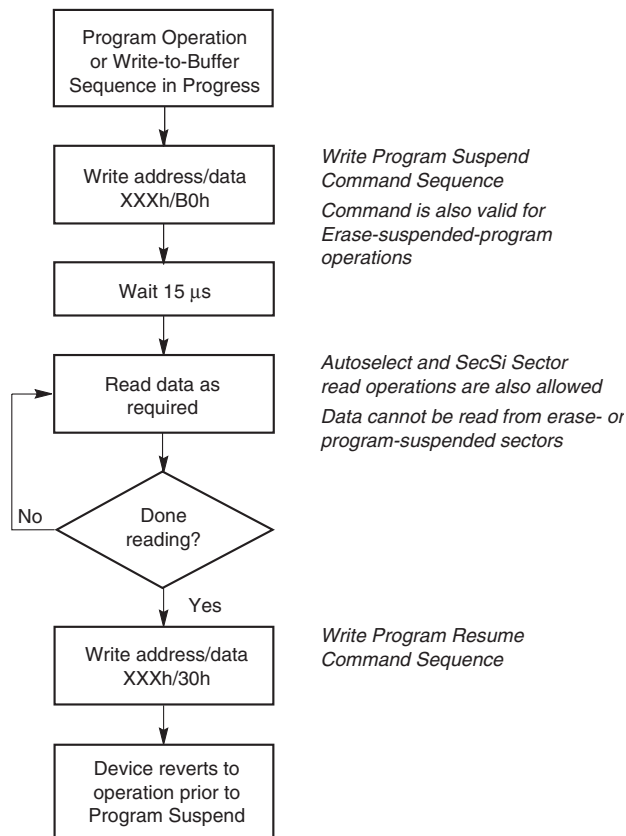 Program Operation
or Write-to-Buffer
Sequence in Progress
Write address/data
XXXh/B0h
Write Program Suspend
Command Sequence
Command is also valid for
Erase-suspended-program
operations
Wait 15 μs
Read data as
required
Autoselect and SecSi Sector
read operations are also allowed
Data cannot be read from erase- or
program-suspended sectors
No
Done
reading?
Yes
Write address/data
XXXh/30h
Write Program Resume
Command Sequence
Device reverts to
operation prior to
Program Suspend